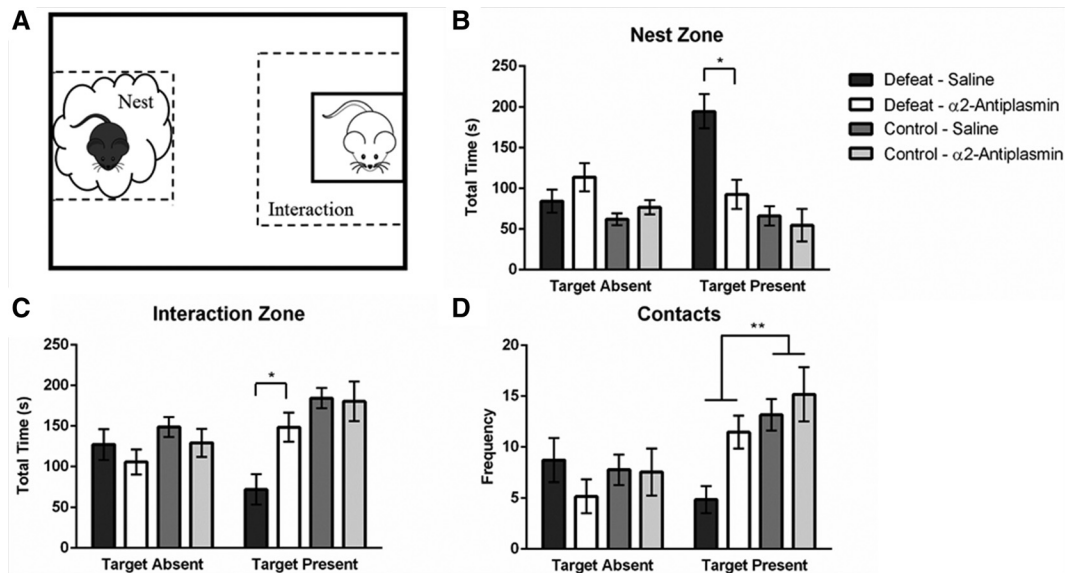 A
Nest
Interaction
B
Nest Zone
Total Time (s)
250
200
150
100
50
0
*
Target Absent
Target Present
Defeat - Saline
Defeat - α2-Antiplasmin
Control - Saline
Control - α2-Antiplasmin
C
Interaction Zone
Total Time (s)
250
200
150
100
50
0
*
Target Absent
Target Present
D
Contacts
Frequency
20
15
10
5
0
**
Target Absent
Target Present